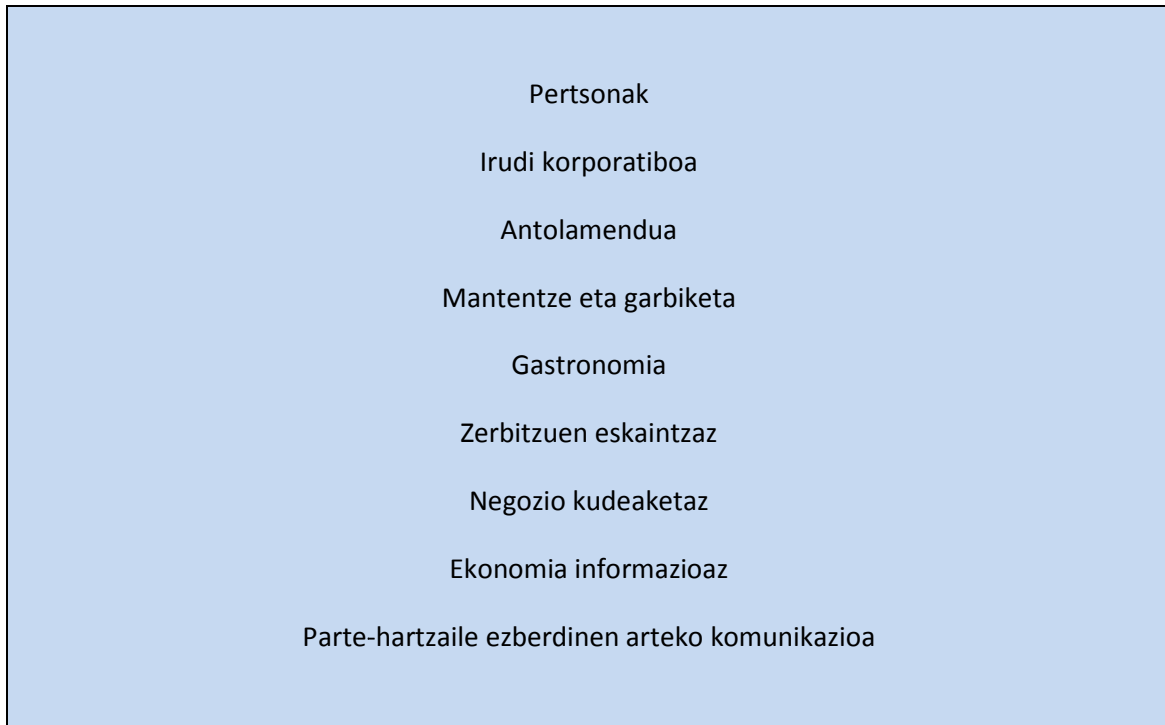 Pertsonak
Irudi korporatiboa
Antolamendua
Mantentze eta garbiketa
Gastronomia
Zerbitzuen eskaintzaz
Negozio kudeaketaz
Ekonomia informazioaz
Parte-hartzaile ezberdinen arteko komunikazioa